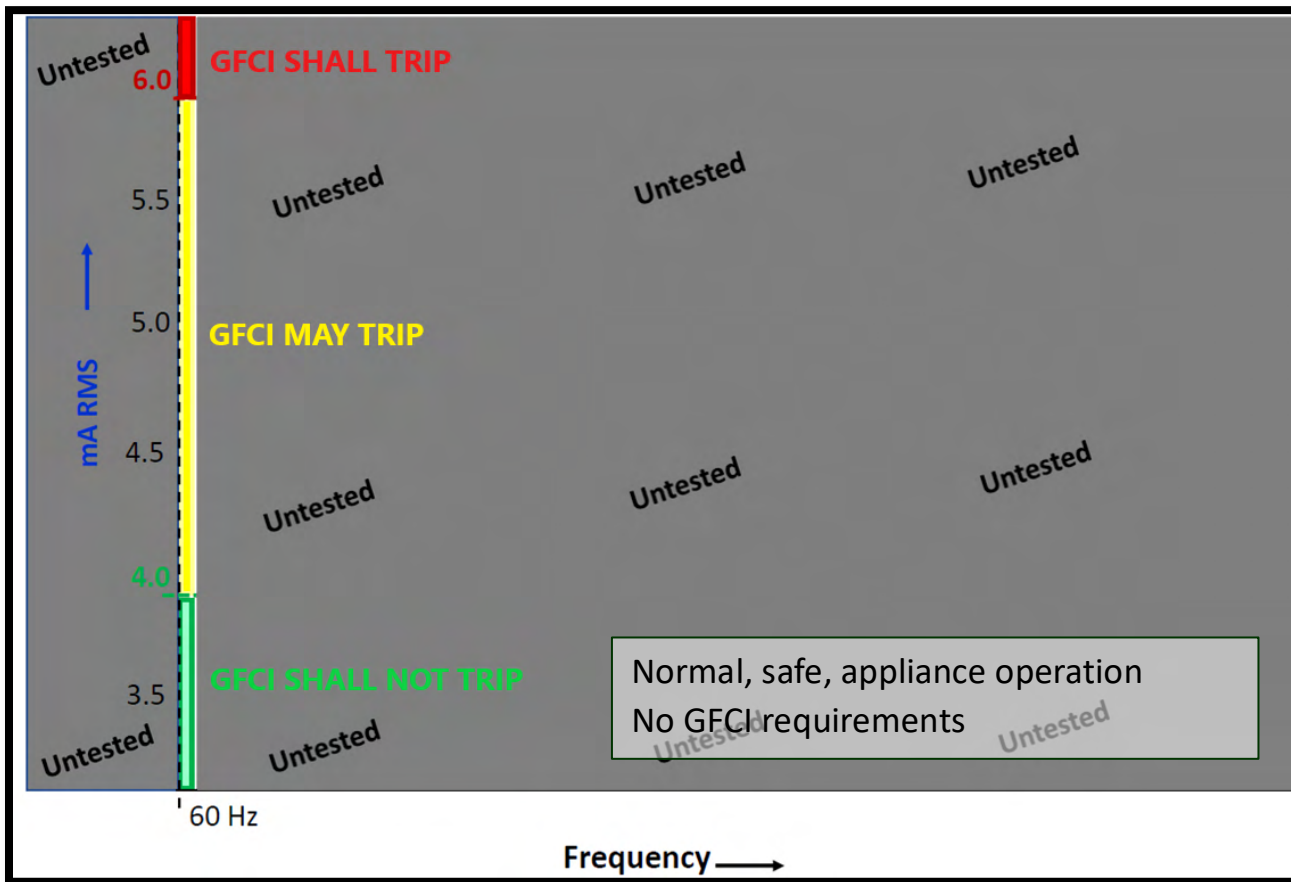 Untested
6.0
GFCI SHALL TRIP
Untested
Untested
Untested
5.5
mA RMS
5.0
GFCI MAY TRIP
4.5
Untested
Untested
Untested
4.0
GFCI SHALL NOT TRIP
3.5
Normal, safe, appliance operation
No GFCI requirements
Untested
Untested
Untested
Untested
60 Hz
Frequency